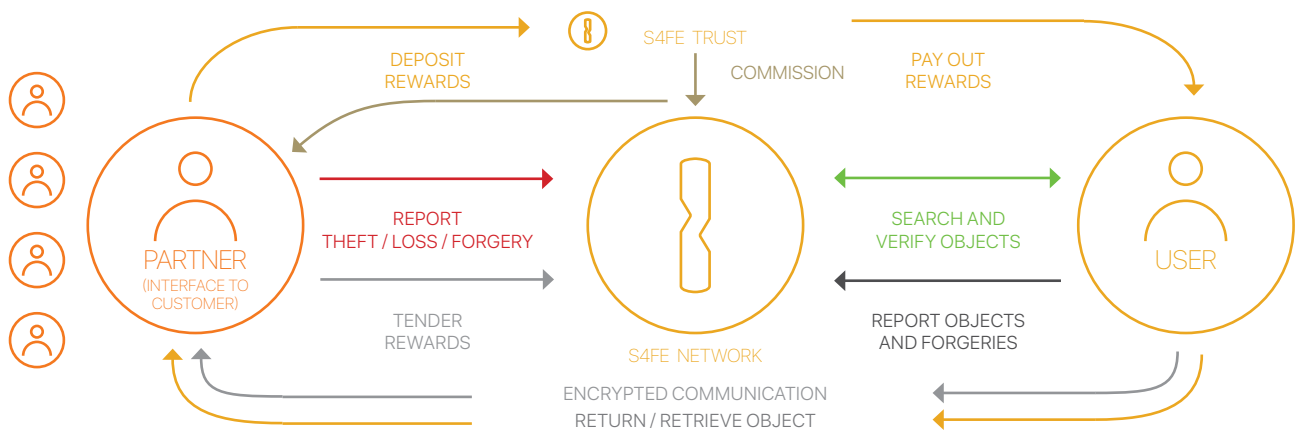 S4FE TRUST
DEPOSIT
REWARDS
COMMISSION
PAY OUT
REWARDS
REPORT
THEFT / LOSS / FORGERY
SEARCH AND
VERIFY OBJECTS
PARTNER
(INTERFACE TO
CUSTOMER)
USER
TENDER
REWARDS
REPORT OBJECTS
AND FORGERIES
S4FE NETWORK
ENCRYPTED COMMUNICATION
RETURN / RETRIEVE OBJECT